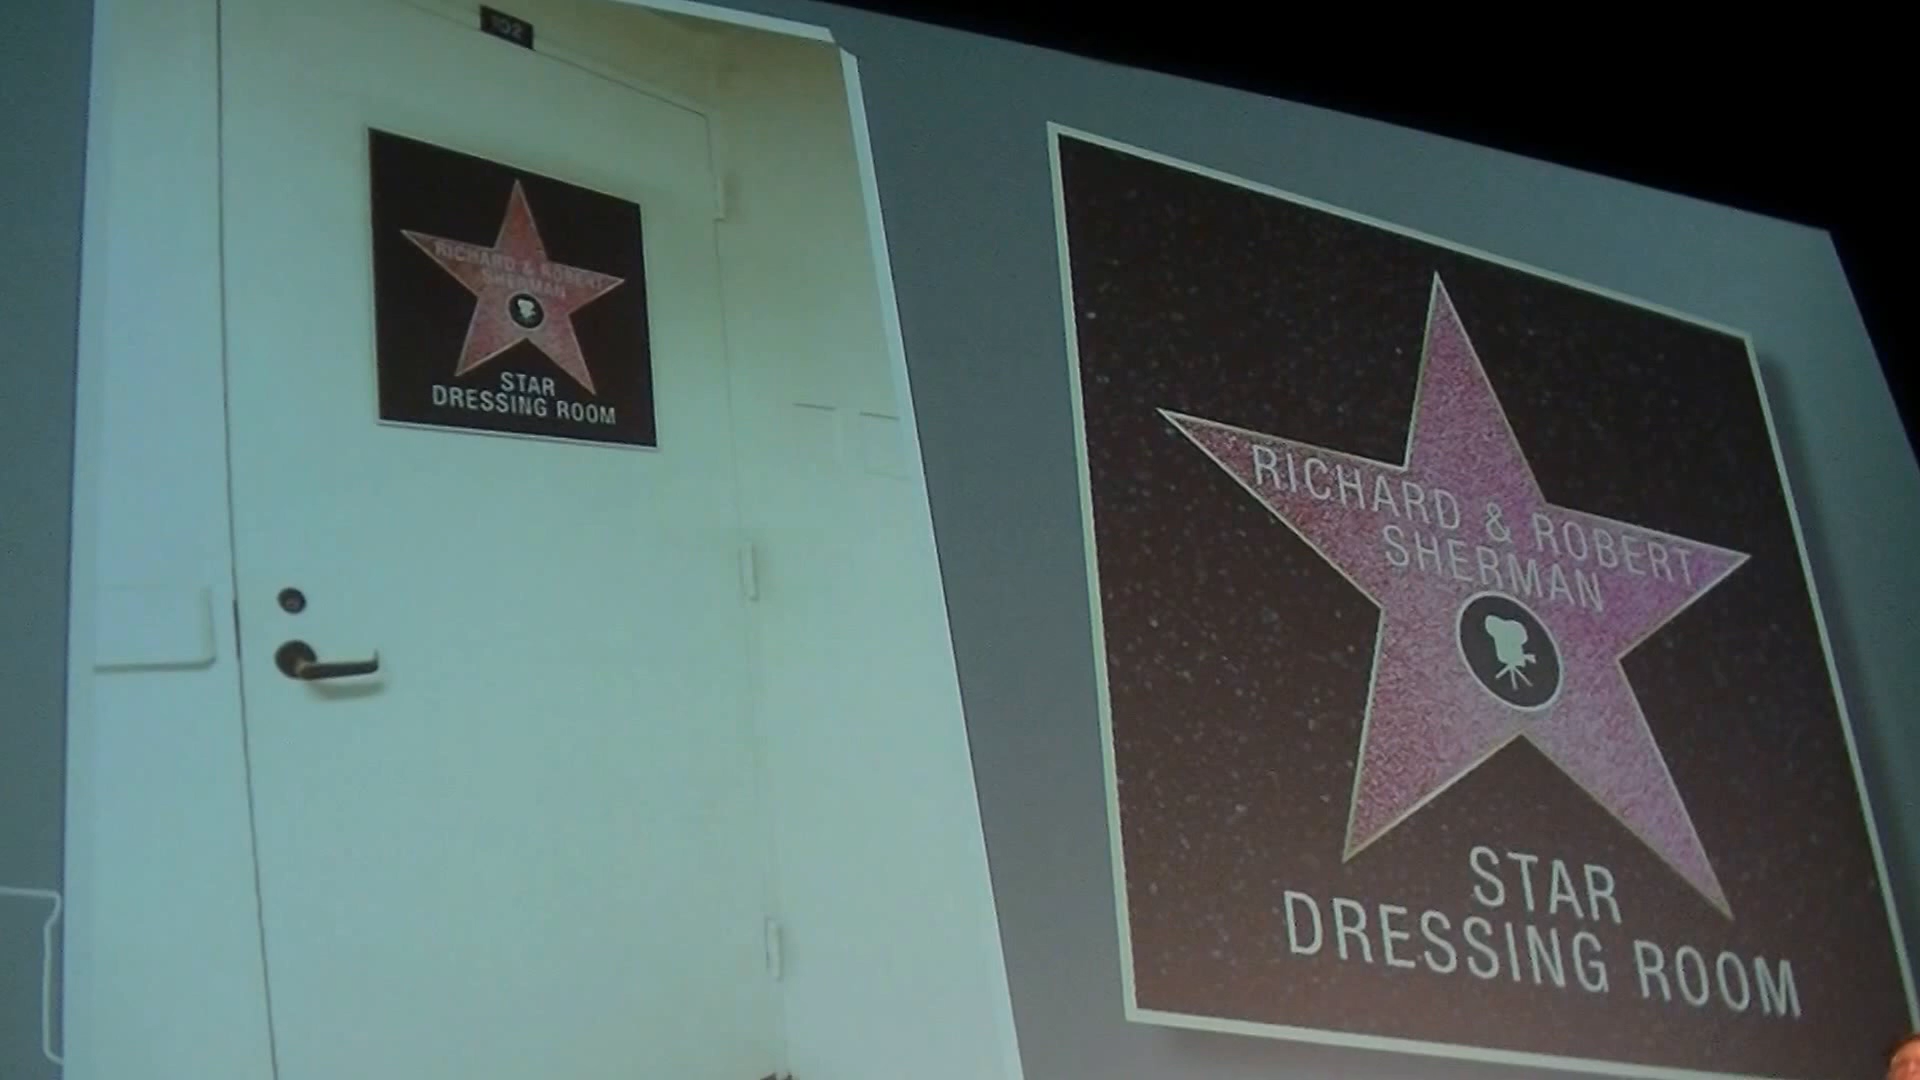 102
RICHARD & ROBERT
SHERMAN
STAR
DRESSING ROOM
RICHARD & ROBERT
SHERMAN
STAR
DRESSING ROOM